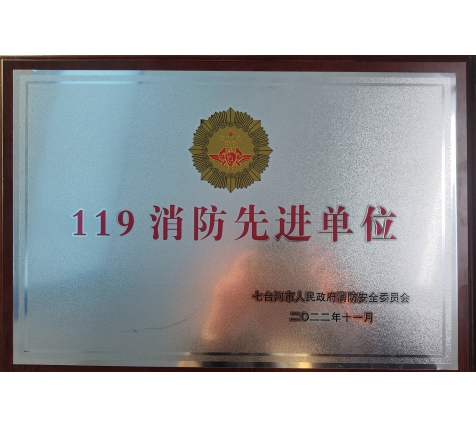 119 消防先进单位
七台河市人民政府消防安全委员会
二〇二二年十一月